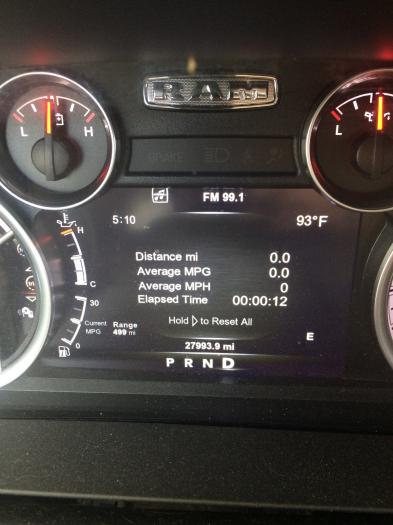 RAM
L H
L
BRAKE
FM 99.1
5:10 93°F
H
Distance mi 0.0
Average MPG 0.0
Average MPH 0
C
Elapsed Time 00:00:12
30
Hold ▷ to Reset All
Current MPG
Range
499 mi
E
0
27993.9 mi
P R N D